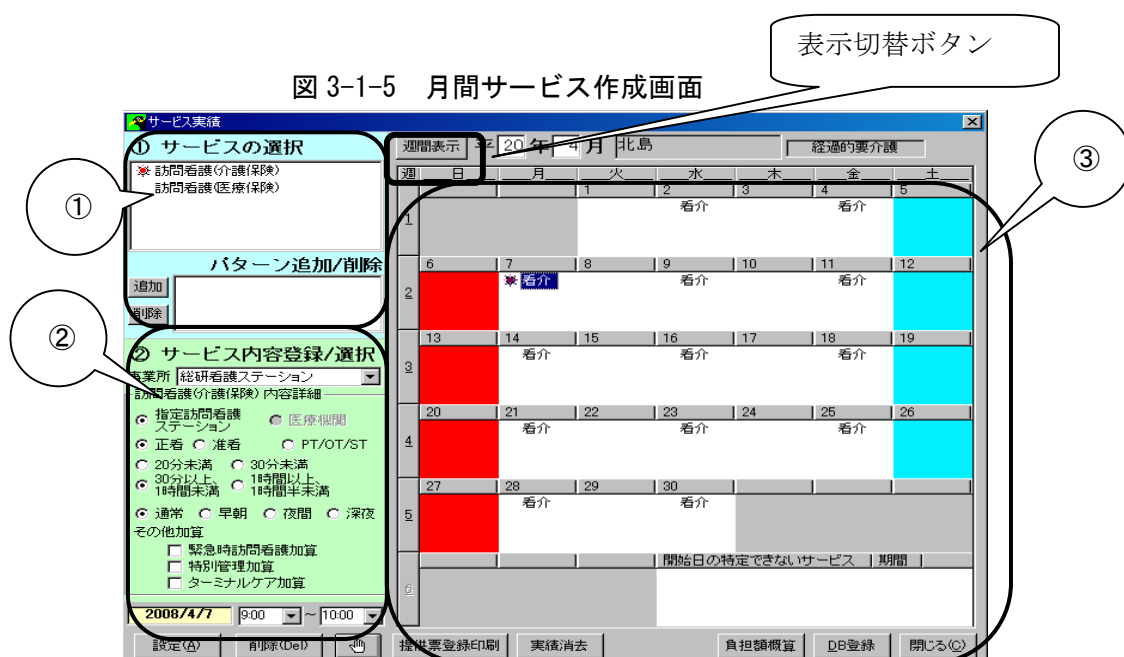 表示切替ボタン
図 3-1-5 月間サービス作成画面
サービス実績
① サービスの選択
訪問看護(介護保険)
訪問看護(医療保険)
パターン追加/削除
追加
削除
② サービス内容登録/選択
事業所 総研看護ステーション
訪問看護(介護保険) 内容詳細
指定訪問看護ステーション 医療機関
正看 准看 PT/OT/ST
20分未満 30分未満
30分以上、1時間未満 1時間以上、1時間半未満
通常 早朝 夜間 深夜
その他加算
緊急時訪問看護加算
特別管理加算
ターミナルケア加算
2008/4/7 9:00 ~ 10:00
週間表示 平 20 年 4 月 北島 経過的要介護
週 日 月 火 水 木 金 土
1 2 3 4 5
1 看介 看介
6 7 8 9 10 11 12
2 看介 看介 看介
13 14 15 16 17 18 19
3 看介 看介 看介
20 21 22 23 24 25 26
4 看介 看介 看介
27 28 29 30
5 看介 看介
開始日の特定できないサービス 期間
6
設定(A) 削除(Del) 提供票登録印刷 実績消去 負担額概算 DB登録 閉じる(C)
①
②
③